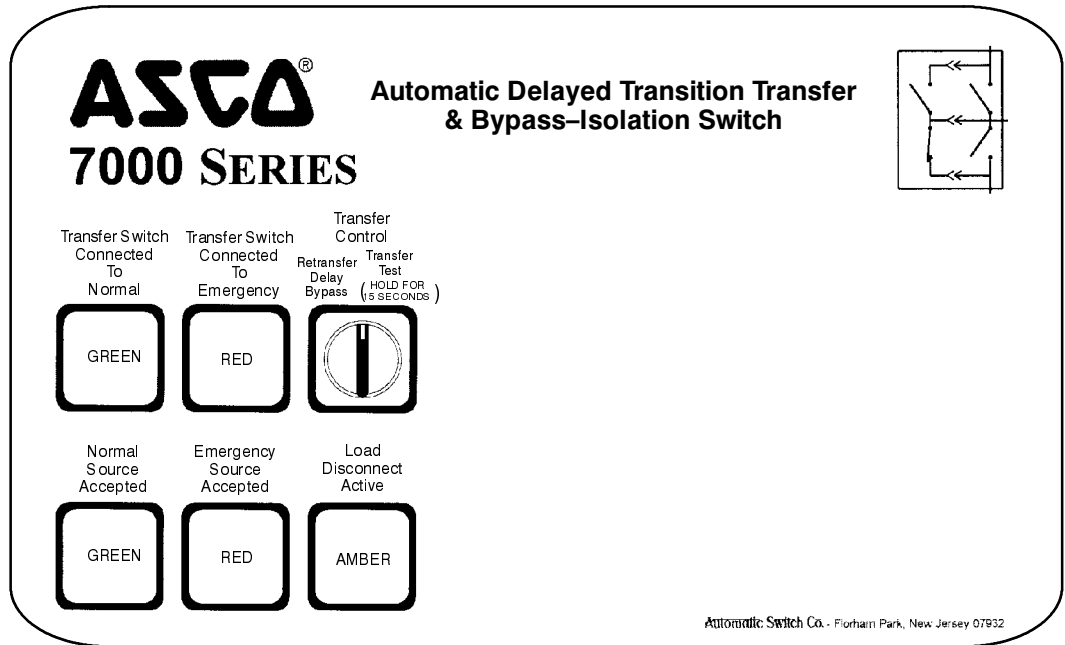 ASCO®
7000 SERIES
Automatic Delayed Transition Transfer
& Bypass–Isolation Switch
Transfer Switch
Connected
To
Normal
Transfer Switch
Connected
To
Emergency
Transfer
Control
Retransfer
Delay
Bypass
Transfer
Test
( HOLD FOR
15 SECONDS )
GREEN
RED
Normal
Source
Accepted
Emergency
Source
Accepted
Load
Disconnect
Active
GREEN
RED
AMBER
Automatic Switch Co. - Florham Park, New Jersey 07932